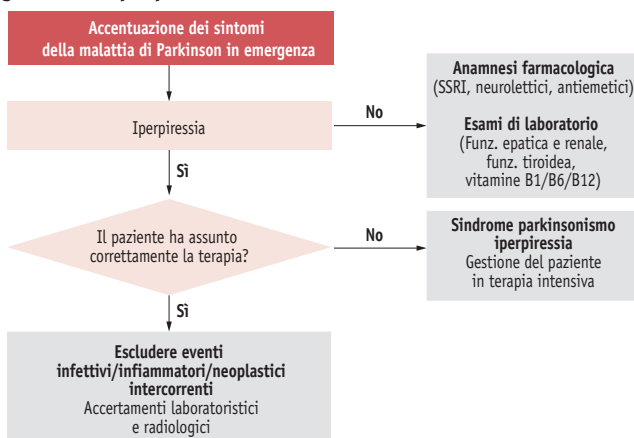 Accentuazione dei sintomi
della malattia di Parkinson in emergenza
Iperpiressia
No
Anamnesi farmacologica
(SSRI, neurolettici, antiemetici)
Esami di laboratorio
(Funz. epatica e renale,
funz. tiroidea,
vitamine B1/B6/B12)
Sì
Il paziente ha assunto
correttamente la terapia?
No
Sindrome parkinsonismo
iperpiressia
Gestione del paziente
in terapia intensiva
Sì
Escludere eventi
infettivi/infiammatori/neoplastici
intercorrenti
Accertamenti laboratoristici
e radiologici